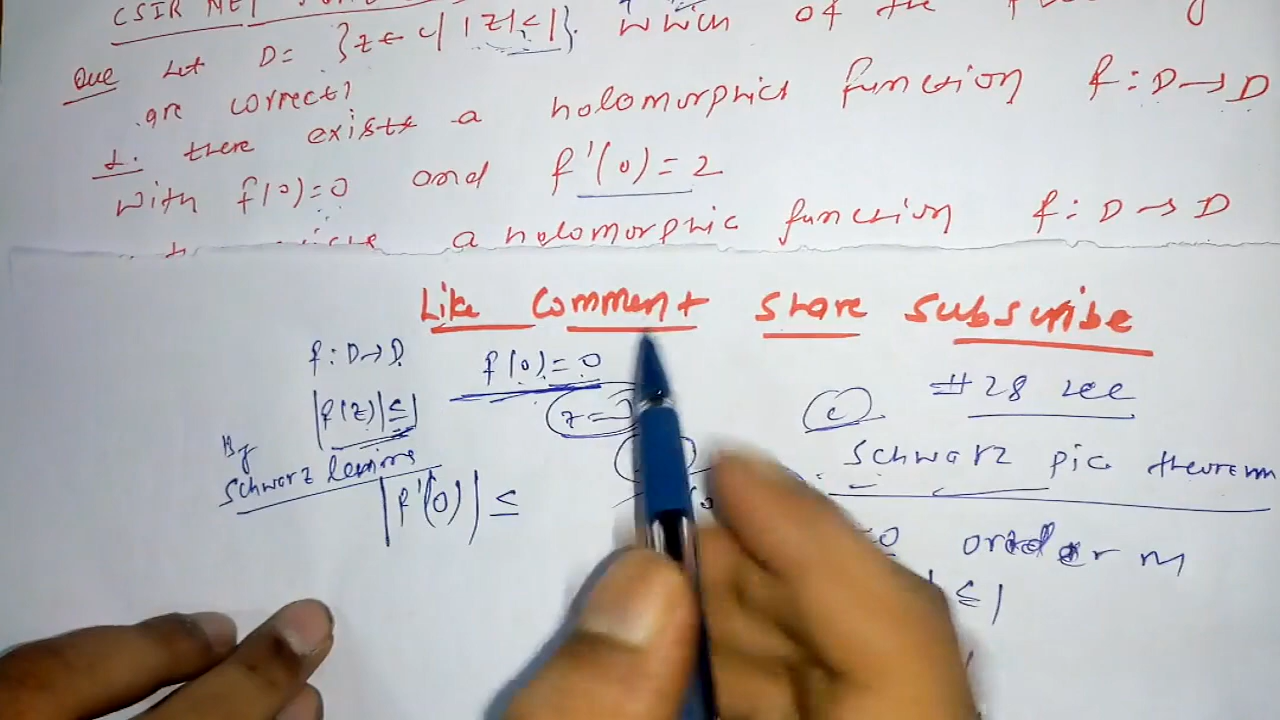 CSIR NET
Que Let D= {z ∈ C| |z|≤1}. which of the
are correct?
1. there exists a holomorphics function f:D→D
with f(0)=0 and f'(0)=2
a holomorphic function f:D→D
Like Comment Share Subscribe
f:D→D f(0)=0
#28 Lec
|f(z)|≤1
By
Schwarz lemma
Schwarz pic theorem
|f'(0)| ≤
order m
≤1